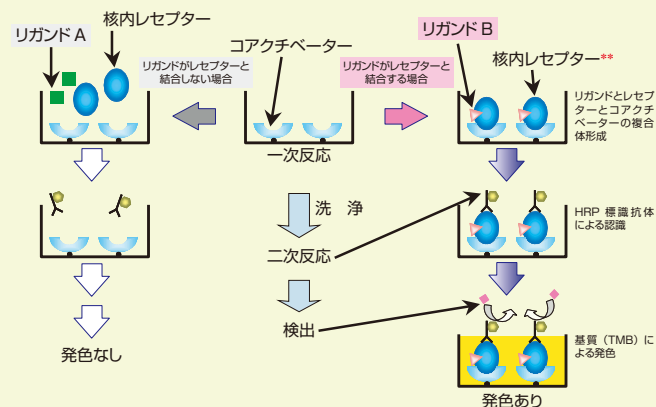 リガンド A
核内レセプター
リガンドがレセプターと
結合しない場合
コアクチベーター
リガンドがレセプターと
結合する場合
リガンド B
核内レセプター**
リガンドとレセプ
ターとコアクチ
ベーターの複合
体形成
一次反応
洗 浄
二次反応
HRP 標識抗体
による認識
検出
基質（TMB）に
よる発色
発色なし
発色あり